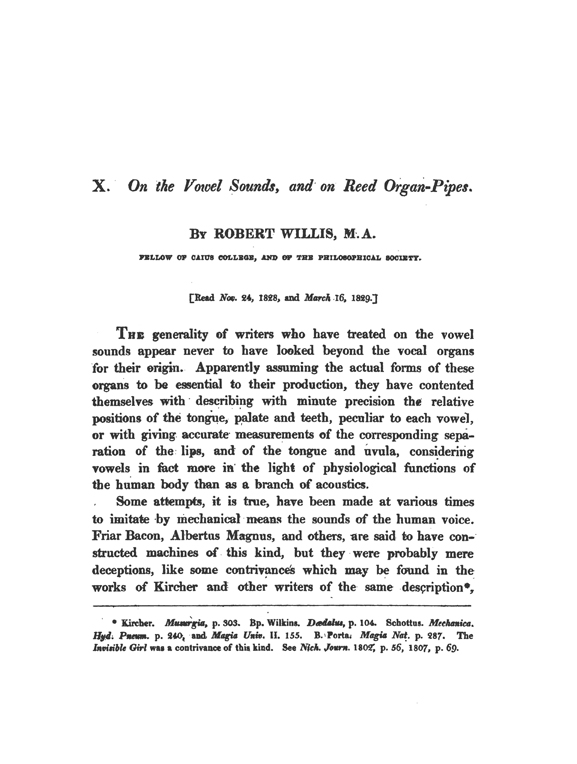 X. On the Vowel Sounds, and on Reed Organ-Pipes.
By ROBERT WILLIS, M.A.
FELLOW OF CAIUS COLLEGE, AND OF THE PHILOSOPHICAL SOCIETY.
[Read Nov. 24, 1828, and March 16, 1829.]
THE generality of writers who have treated on the vowel
sounds appear never to have looked beyond the vocal organs
for their origin. Apparently assuming the actual forms of these
organs to be essential to their production, they have contented
themselves with describing with minute precision the relative
positions of the tongue, palate and teeth, peculiar to each vowel,
or with giving accurate measurements of the corresponding sepa-
ration of the lips, and of the tongue and uvula, considering
vowels in fact more in the light of physiological functions of
the human body than as a branch of acoustics.
Some attempts, it is true, have been made at various times
to imitate by mechanical means the sounds of the human voice.
Friar Bacon, Albertus Magnus, and others, are said to have con-
structed machines of this kind, but they were probably mere
deceptions, like some contrivances which may be found in the
works of Kircher and other writers of the same description*,
* Kircher. Musurgia, p. 303. Bp. Wilkins. Dædalus, p. 104. Schottus. Mechanica.
Hyd. Pneum. p. 240, and Magia Univ. II. 155. B. Porta. Magia Nat. p. 287. The
Invisible Girl was a contrivance of this kind. See Nich. Journ. 1802, p. 56, 1807, p. 69.